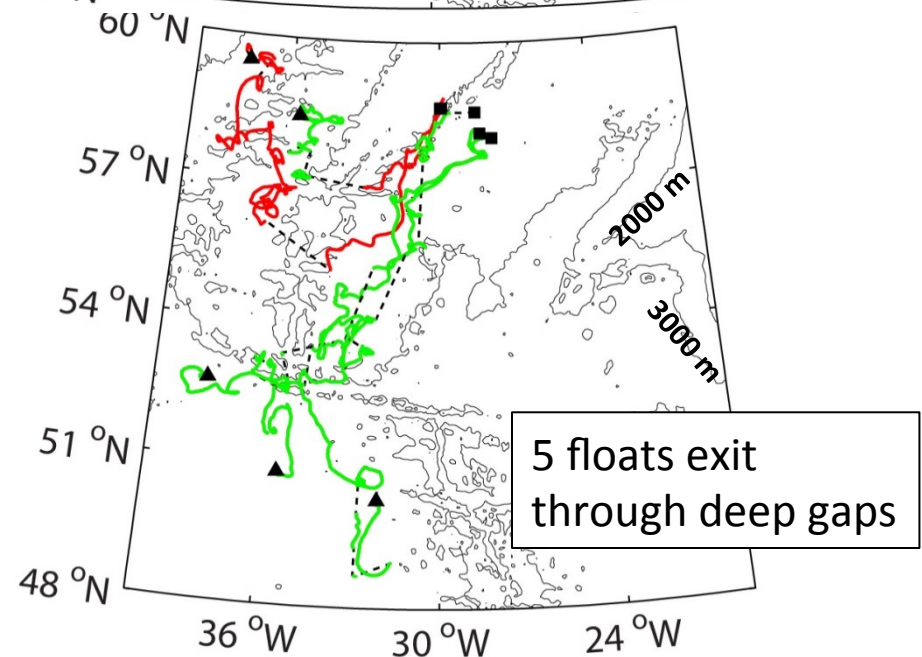 60 °N
57 °N
2000 m
54 °N
3000 m
51 °N
5 floats exit
through deep gaps
48 °N
36 °W
30 °W
24 °W